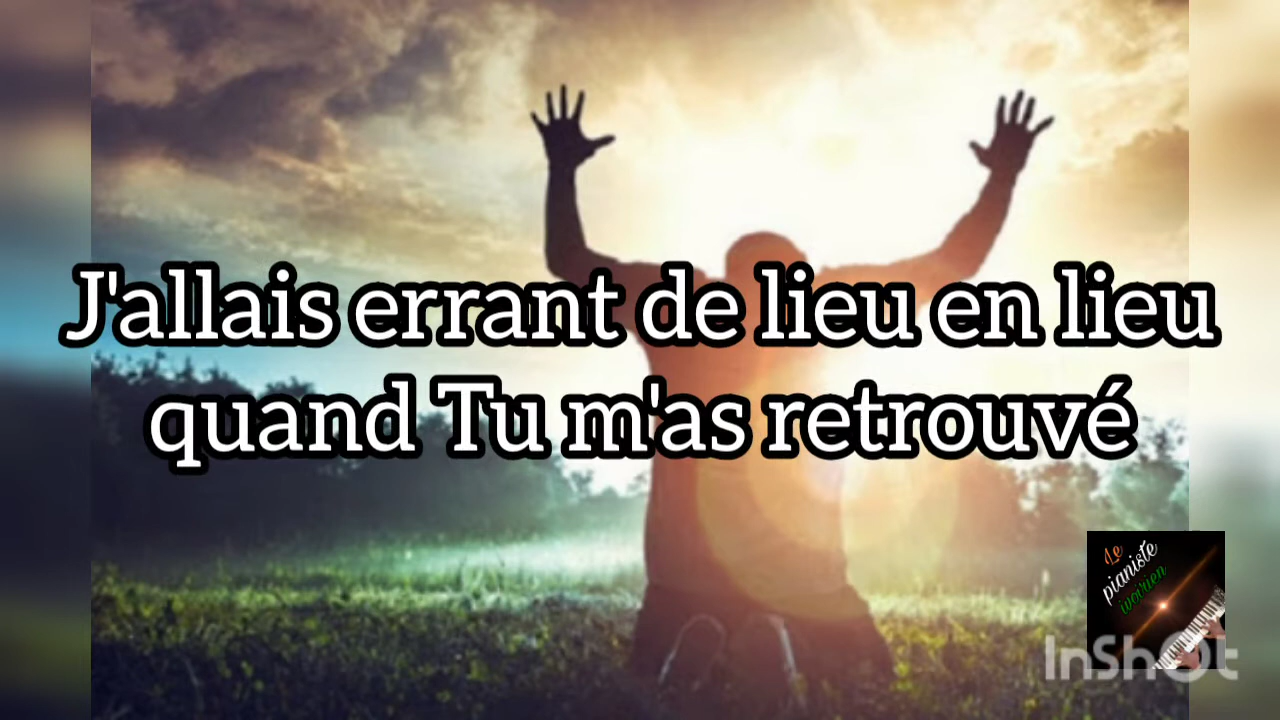 J'allais errant de lieu en lieu
quand Tu m'as retrouvé
Le
pianiste
ivoirien
InShOt